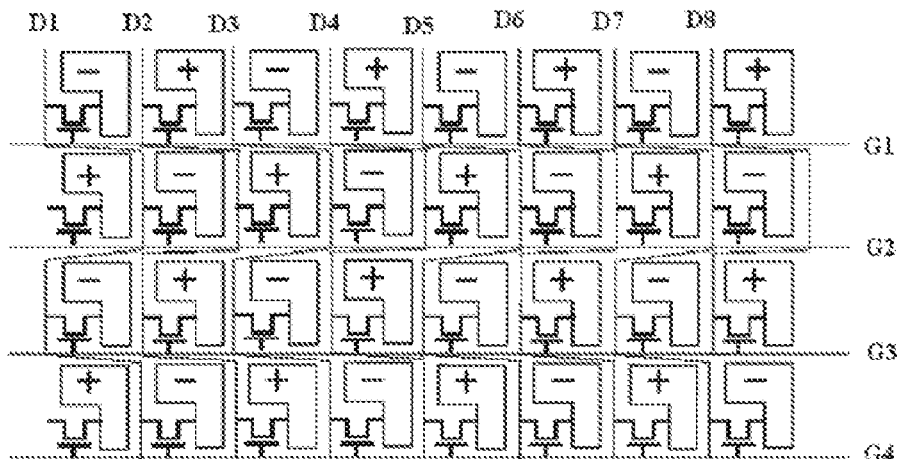 D1 D2 D3 D4 D5 D6 D7 D8
− + − + − + − +
G1
+ − + − + − + −
G2
− + − + − + − +
G3
+ − + − + − + −
G4